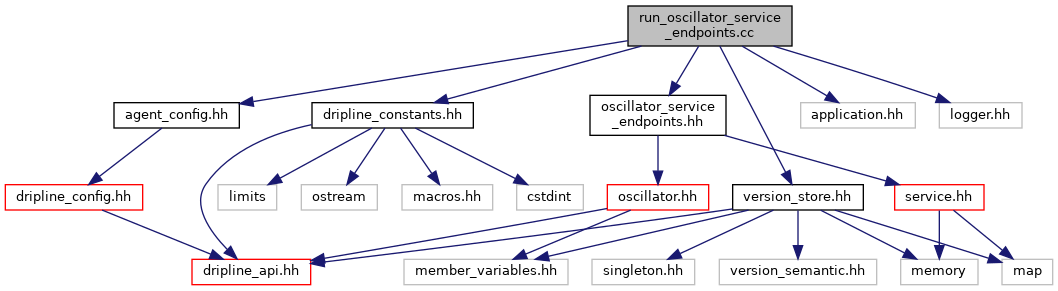 run_oscillator_service
_endpoints.cc
agent_config.hh
dripline_constants.hh
oscillator_service
_endpoints.hh
application.hh
logger.hh
dripline_config.hh
limits
ostream
macros.hh
cstdint
oscillator.hh
version_store.hh
service.hh
dripline_api.hh
member_variables.hh
singleton.hh
version_semantic.hh
memory
map